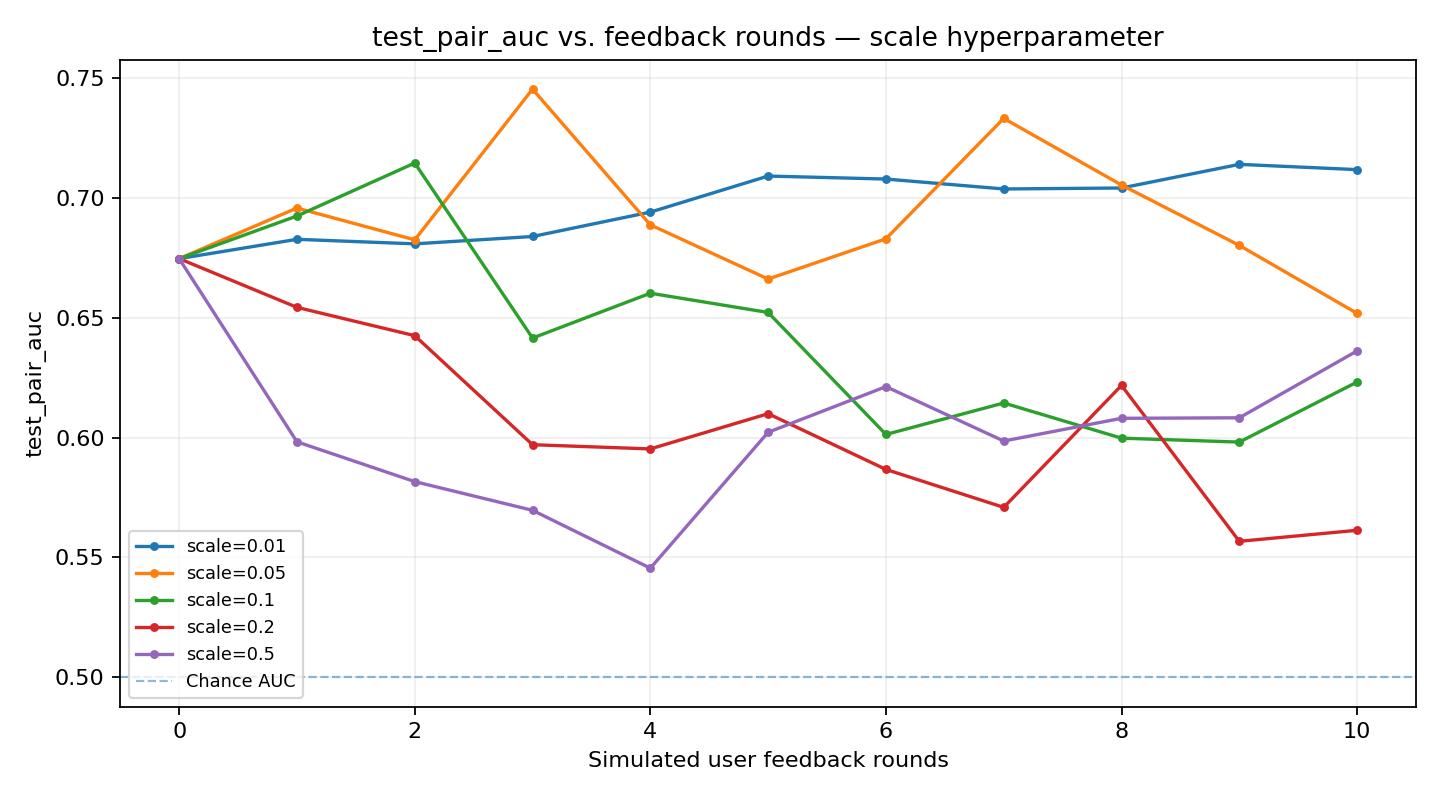 test_pair_auc vs. feedback rounds — scale hyperparameter
test_pair_auc
0.75
0.70
0.65
0.60
0.55
0.50
scale=0.01
scale=0.05
scale=0.1
scale=0.2
scale=0.5
Chance AUC
0 2 4 6 8 10
Simulated user feedback rounds